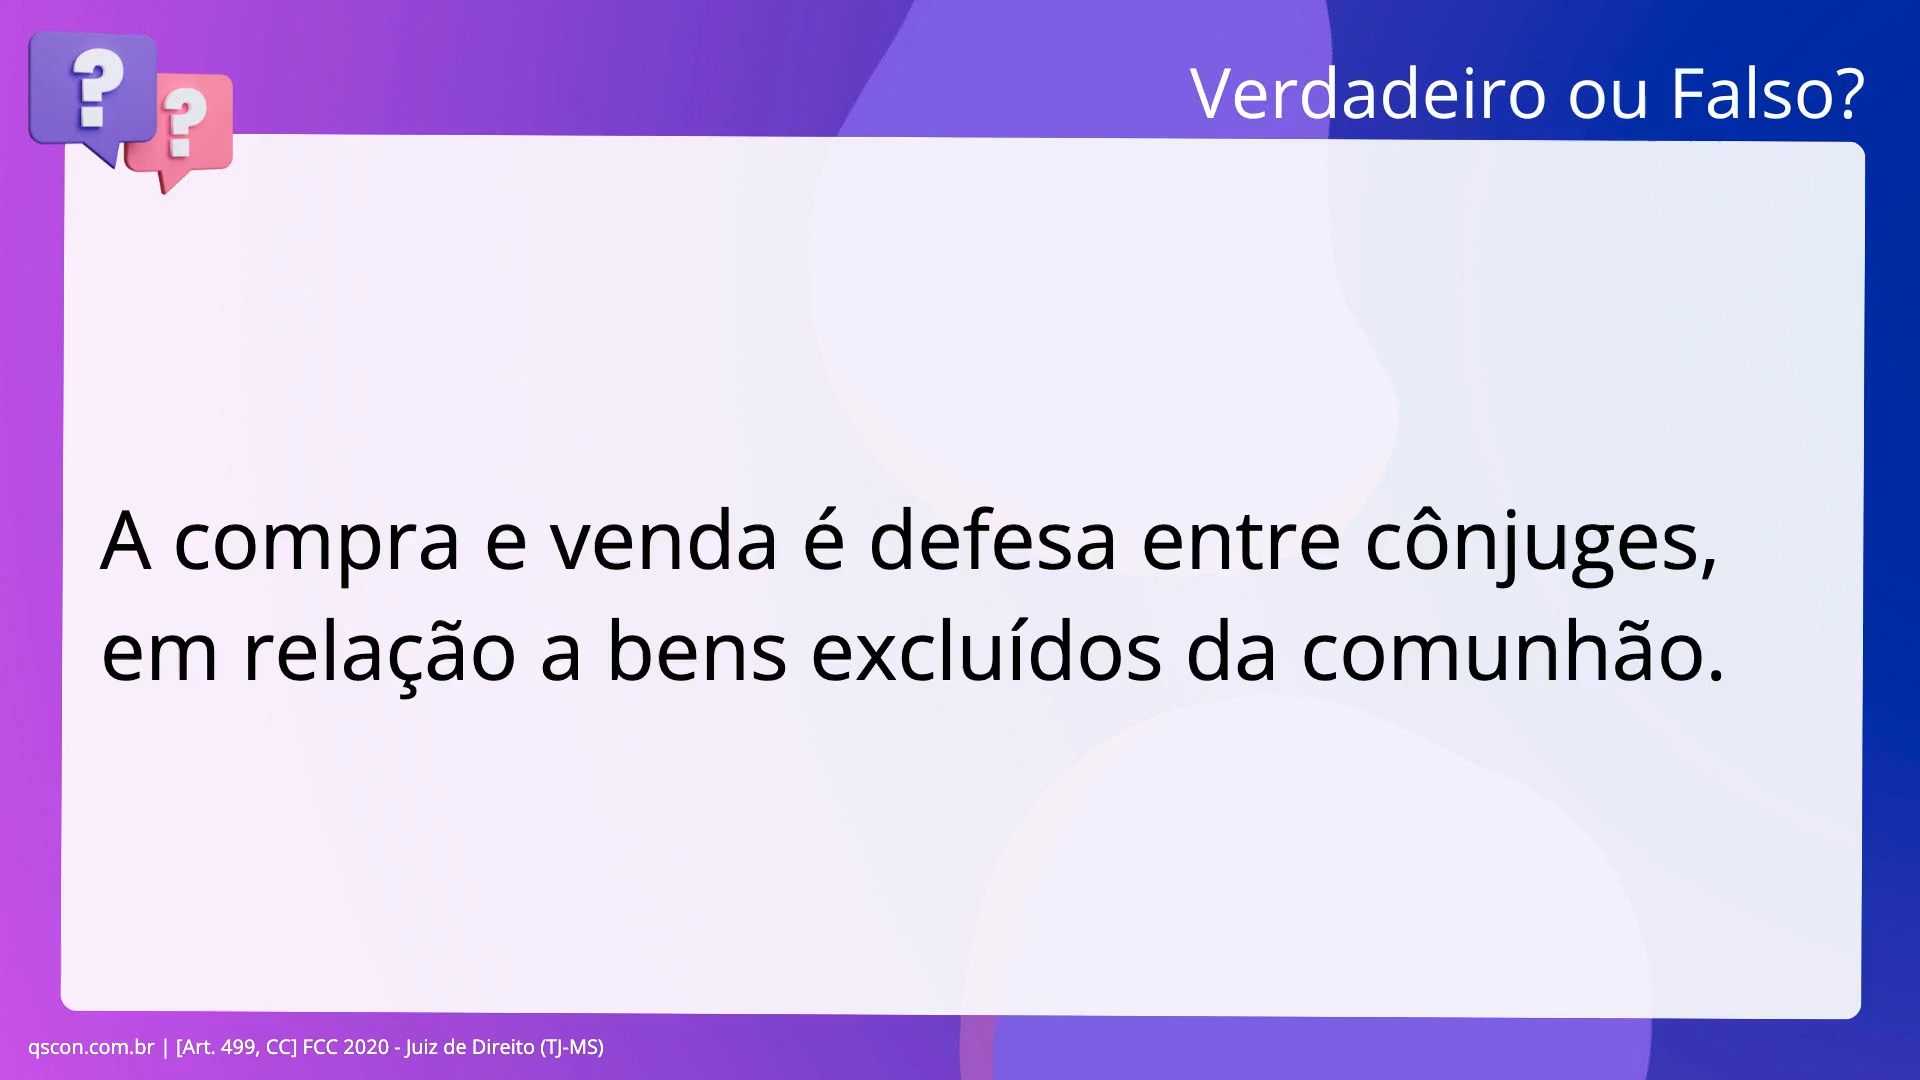 Verdadeiro ou Falso?
A compra e venda é defesa entre cônjuges,
em relação a bens excluídos da comunhão.
qscon.com.br | [Art. 499, CC] FCC 2020 - Juiz de Direito (TJ-MS)